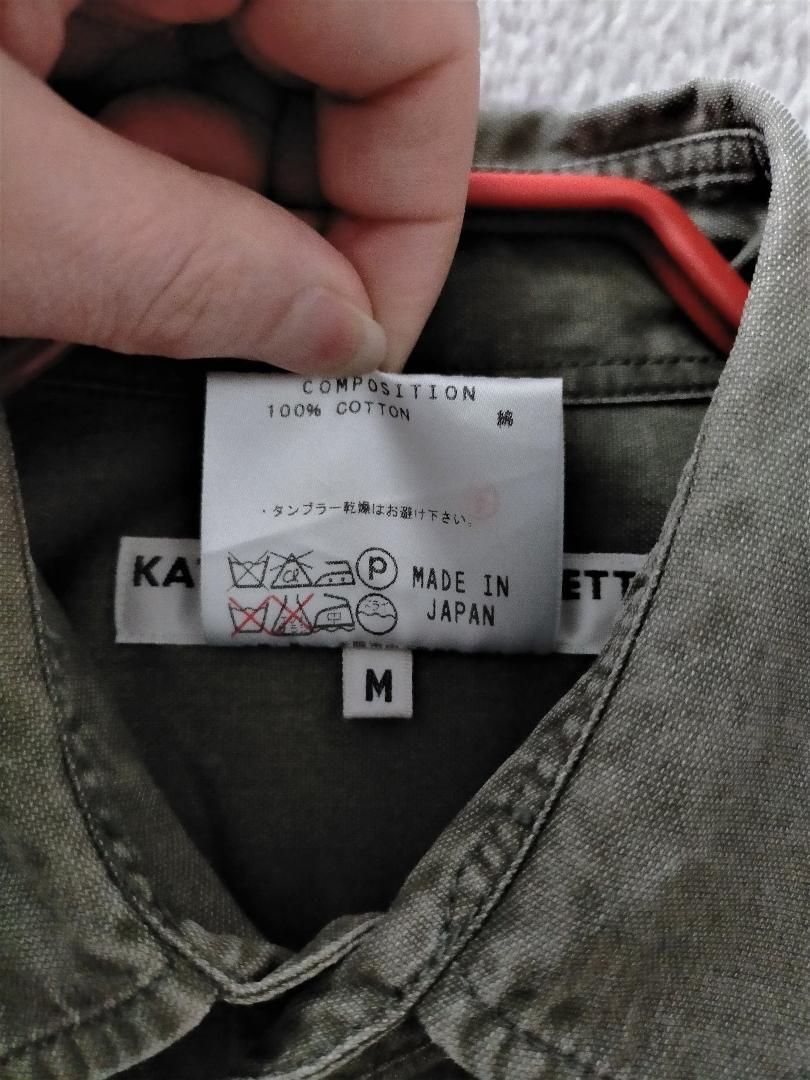 COMPOSITION
100% COTTON 綿
・タンブラー乾燥はお避け下さい。
P
MADE IN
JAPAN
KA
ETT
M